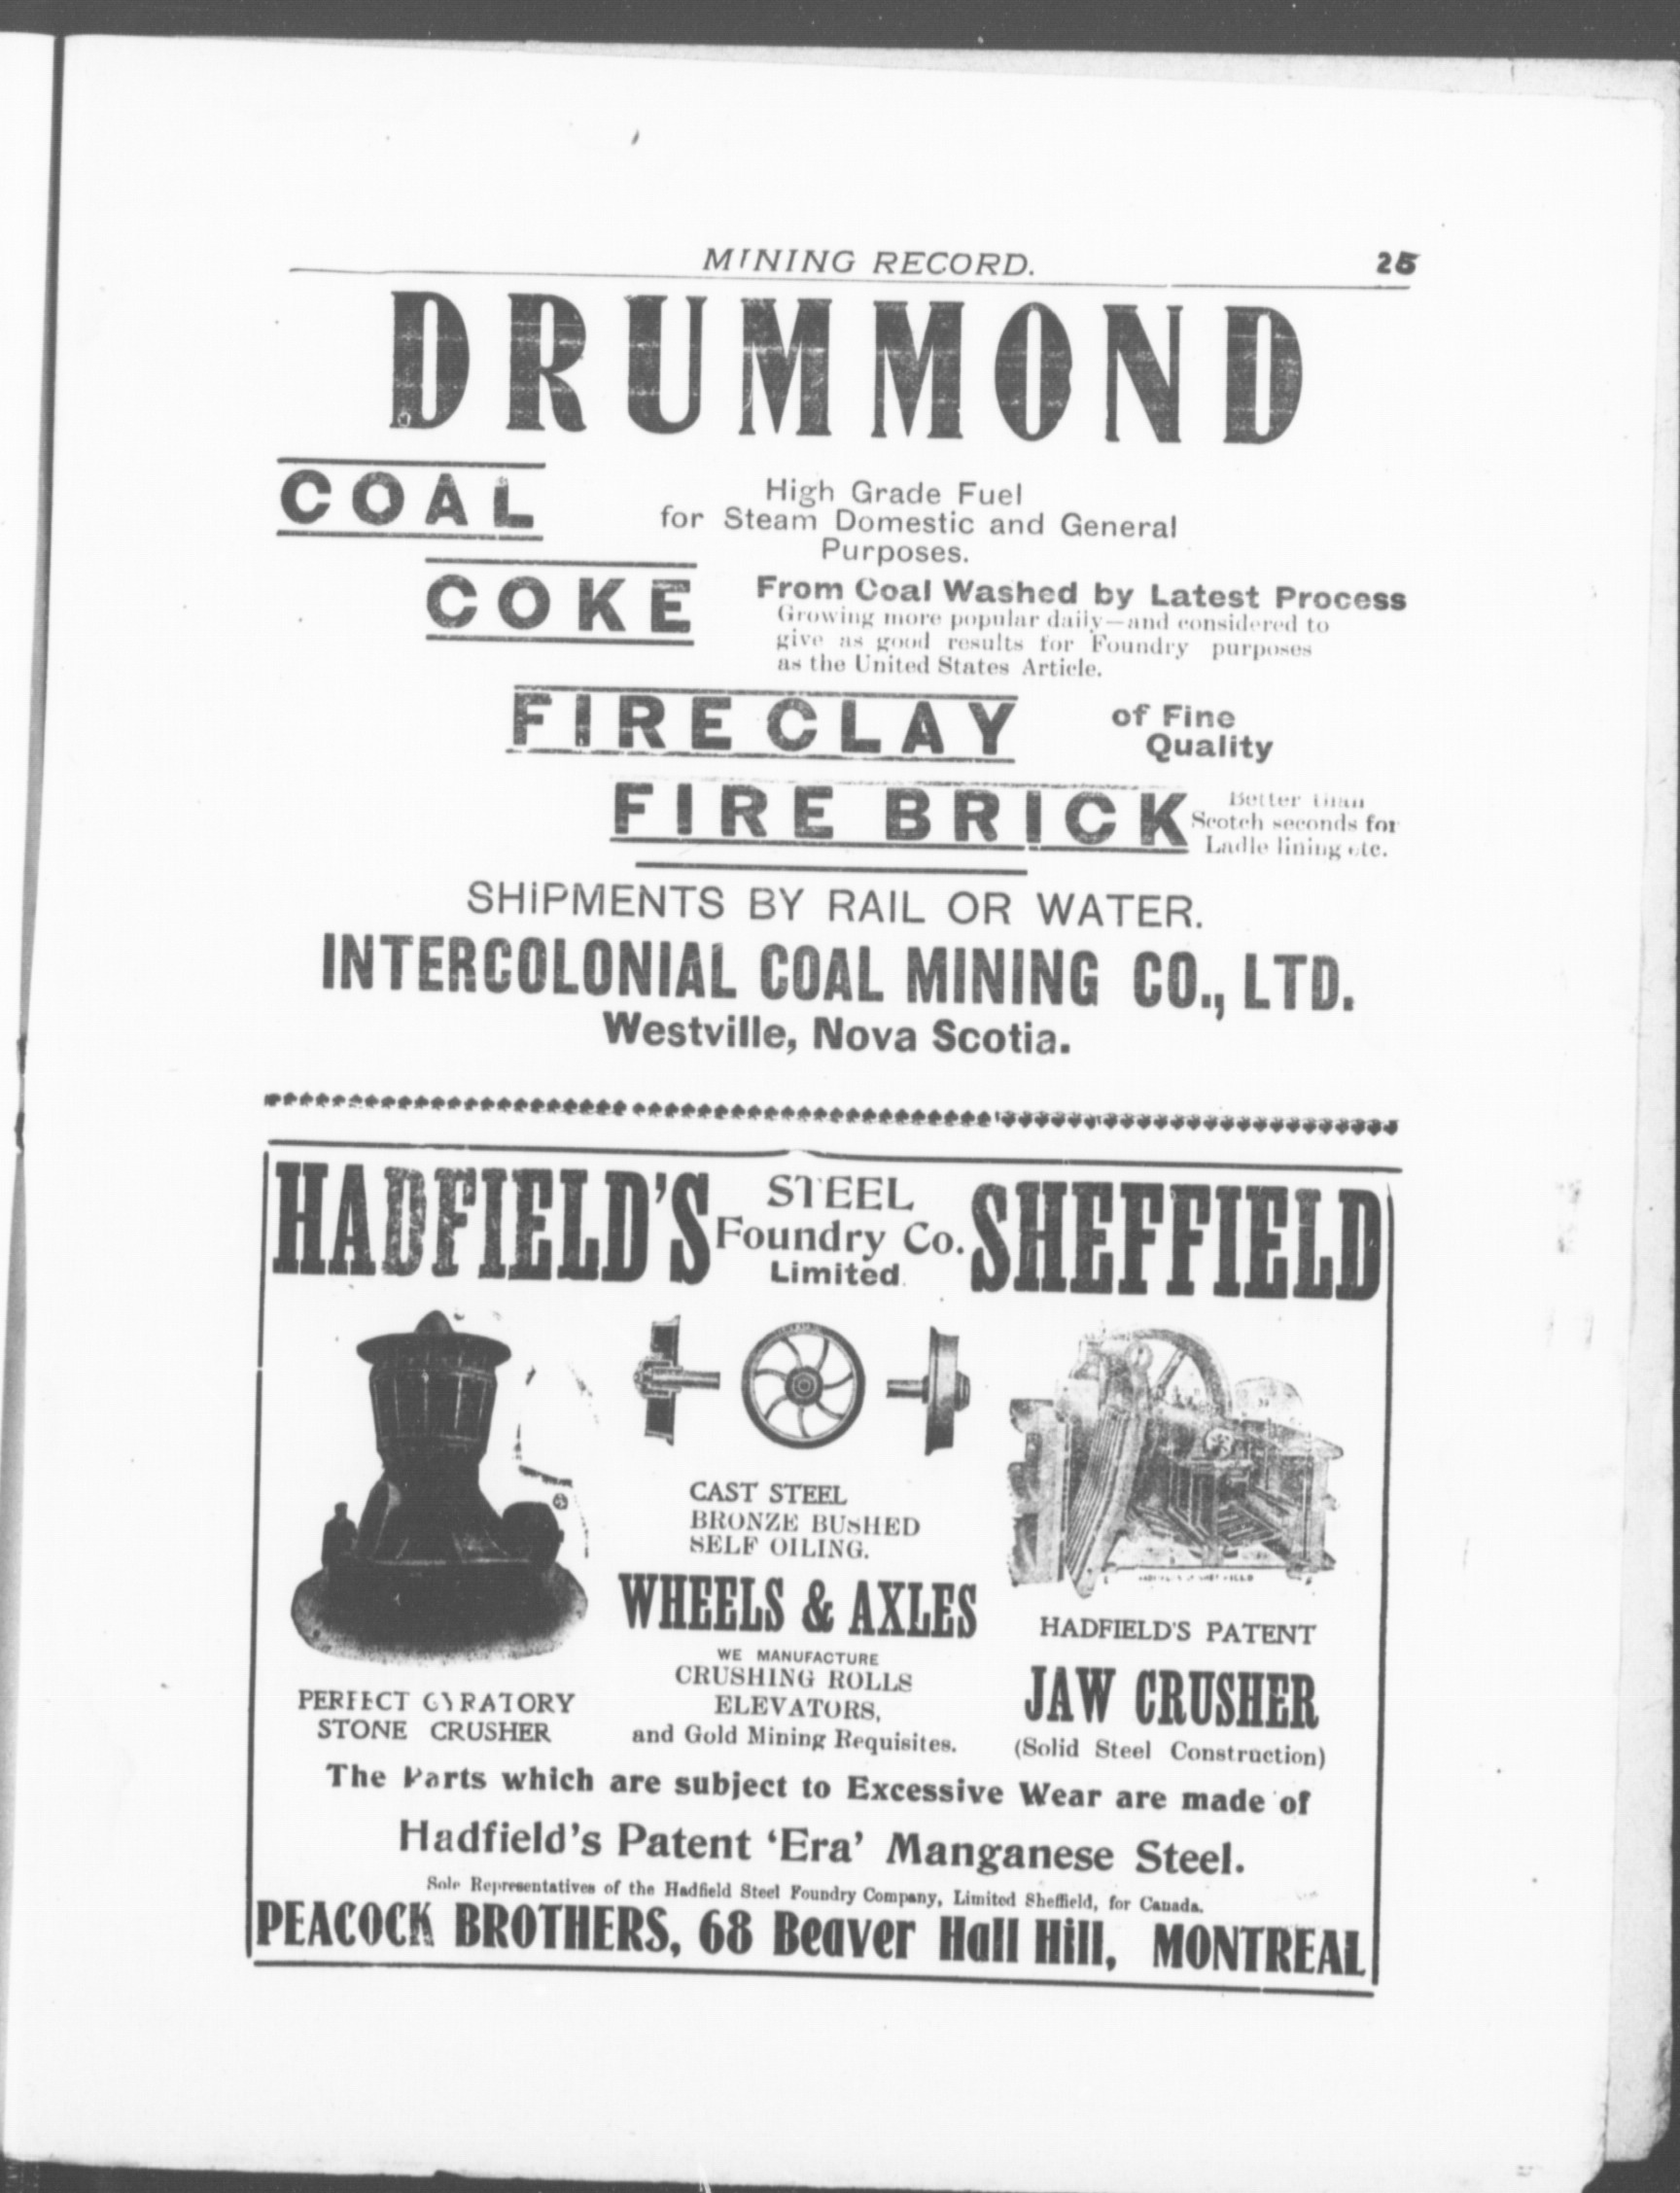 MINING RECORD. 25
DRUMMOND
COAL
High Grade Fuel
for Steam Domestic and General
Purposes.
COKE
From Coal Washed by Latest Process
Growing more popular daily—and considered to
give as good results for Foundry purposes
as the United States Article.
FIRE CLAY
of Fine
Quality
FIRE BRICK
Better than
Scotch seconds for
Ladle lining etc.
SHIPMENTS BY RAIL OR WATER.
INTERCOLONIAL COAL MINING CO., LTD.
Westville, Nova Scotia.
HADFIELD'S STEEL Foundry Co. Limited. SHEFFIELD
CAST STEEL
BRONZE BUSHED
SELF OILING.
WHEELS & AXLES
WE MANUFACTURE
CRUSHING ROLLS
ELEVATORS,
and Gold Mining Requisites.
PERFECT GYRATORY
STONE CRUSHER
HADFIELD'S PATENT
JAW CRUSHER
(Solid Steel Construction)
The Parts which are subject to Excessive Wear are made of
Hadfield's Patent 'Era' Manganese Steel.
Sole Representatives of the Hadfield Steel Foundry Company, Limited Sheffield, for Canada.
PEACOCK BROTHERS, 68 Beaver Hall Hill, MONTREAL